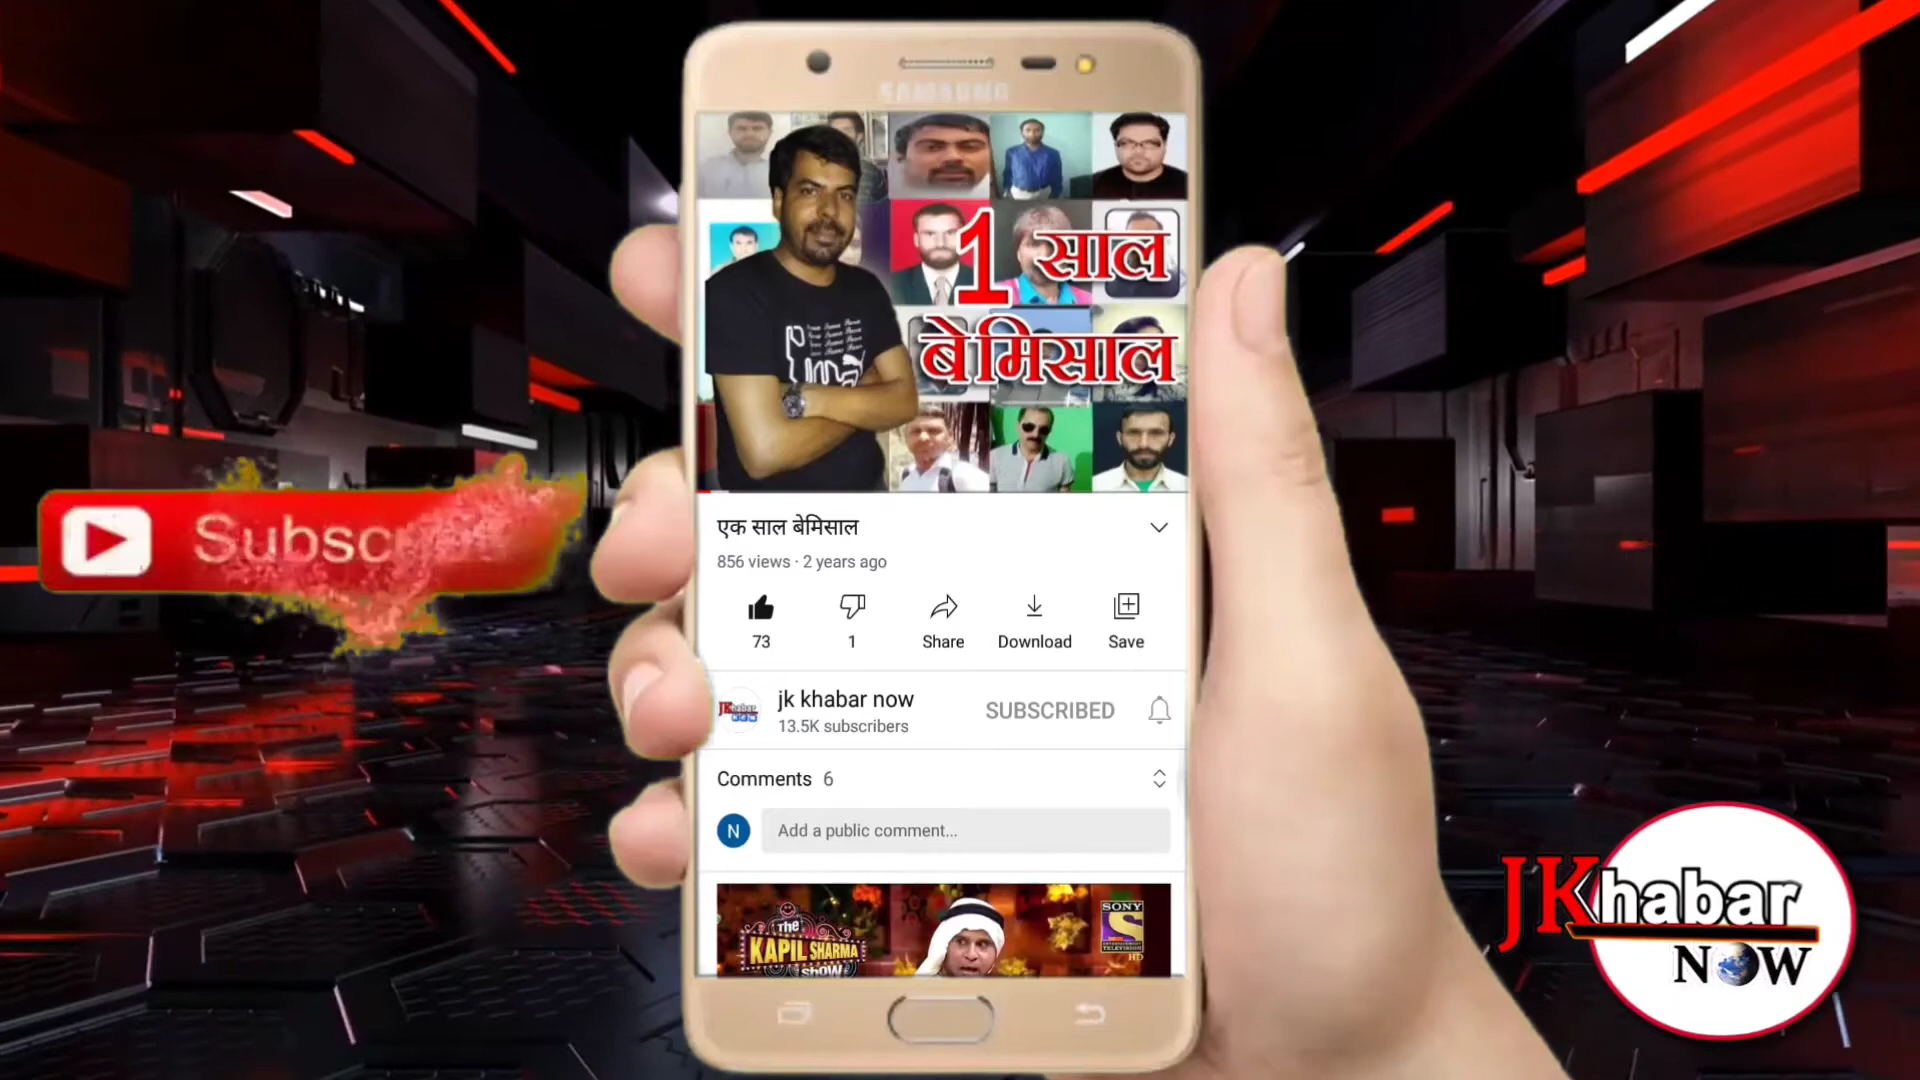 SAMSUNG
1 साल
बेमिसाल
एक साल बेमिसाल
856 views · 2 years ago
73
1
Share
Download
Save
jk khabar now
13.5K subscribers
SUBSCRIBED
Comments 6
N
Add a public comment...
The
KAPIL SHARMA
SHOW
SONY
HD
Subsc
JKhabar
NOW